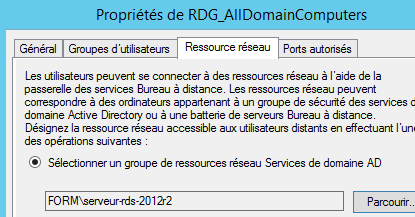 Propriétés de RDG_AllDomainComputers
Général Groupes d'utilisateurs Ressource réseau Ports autorisés
Les utilisateurs peuvent se connecter à des ressources réseau à l'aide de la
passerelle des services Bureau à distance. Les ressources réseau peuvent
correspondre à des ordinateurs appartenant à un groupe de sécurité des services d
domaine Active Directory ou à une batterie de serveurs Bureau à distance.
Désignez la ressource accessible aux utilisateurs distants en effectuant l'une
des opérations suivantes :
Sélectionner un groupe de ressources réseau Services de domaine AD
FORM\serveur-rds-2012r2 Parcourir...